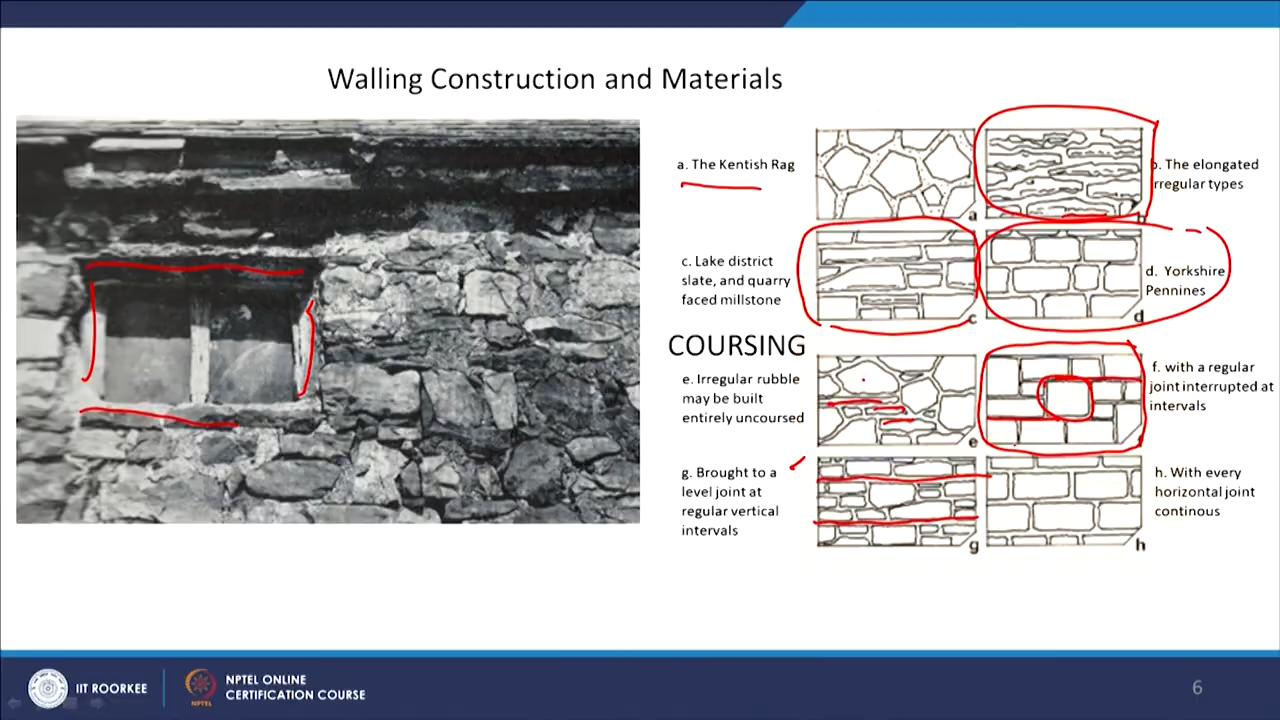 Walling Construction and Materials
a. The Kentish Rag
a
b. The elongated
irregular types
b
c. Lake district
slate, and quarry
faced millstone
c
d. Yorkshire
Pennines
d
COURSING
e. Irregular rubble
may be built
entirely uncoursed
e
f. with a regular
joint interrupted at
intervals
f
g. Brought to a
level joint at
regular vertical
intervals
g
h. With every
horizontal joint
continous
h
IIT ROORKEE
NPTEL
NPTEL ONLINE
CERTIFICATION COURSE
6